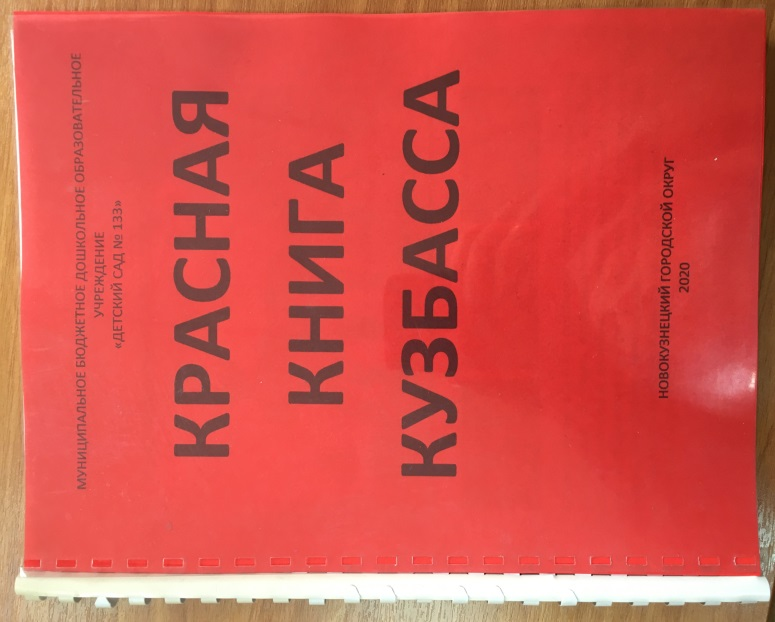 МУНИЦИПАЛЬНОЕ БЮДЖЕТНОЕ ДОШКОЛЬНОЕ ОБРАЗОВАТЕЛЬНОЕ
УЧРЕЖДЕНИЕ
«ДЕТСКИЙ САД № 133»
КРАСНАЯ
КНИГА
КУЗБАССА
НОВОКУЗНЕЦКИЙ ГОРОДСКОЙ ОКРУГ
2020